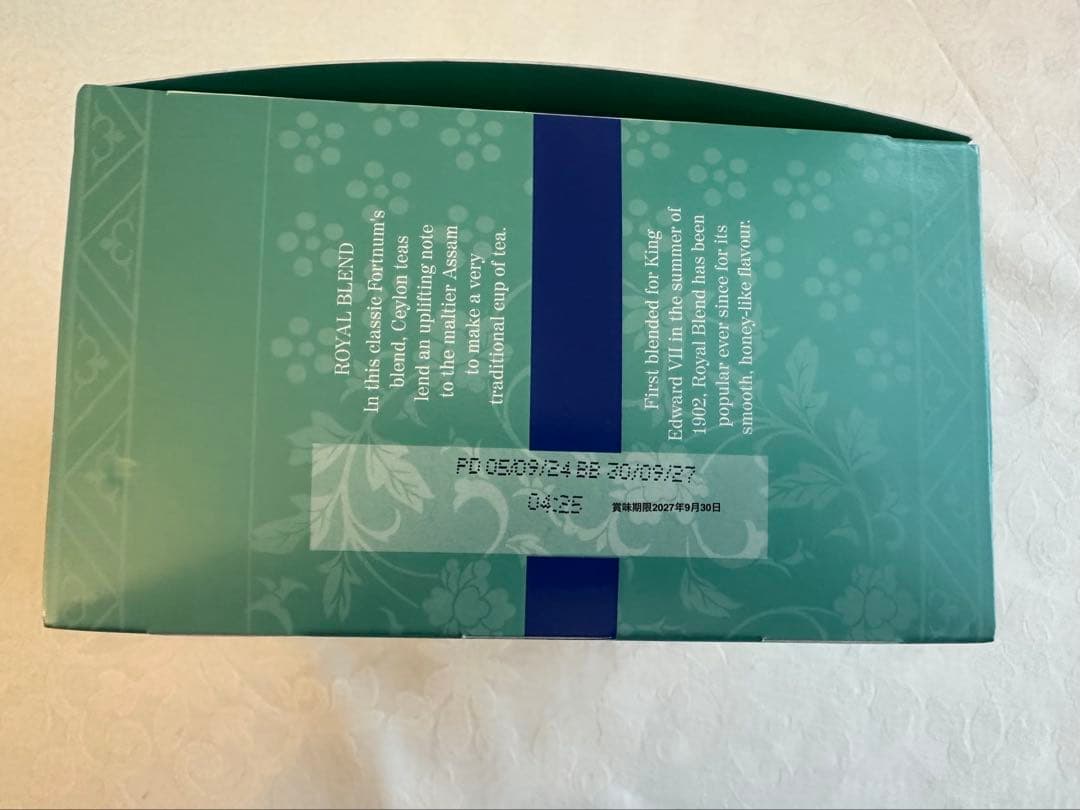 ROYAL BLEND
In this classic Fortnum's
blend, Ceylon teas
lend an uplifting note
to the maltier Assam
to make a very
traditional cup of tea.
First blended for King
Edward VII in the summer of
1902, Royal Blend has been
popular ever since for its
smooth, honey-like flavour.
PD 05/09/24 BB 30/09/27
04:25
賞味期限2027年9月30日